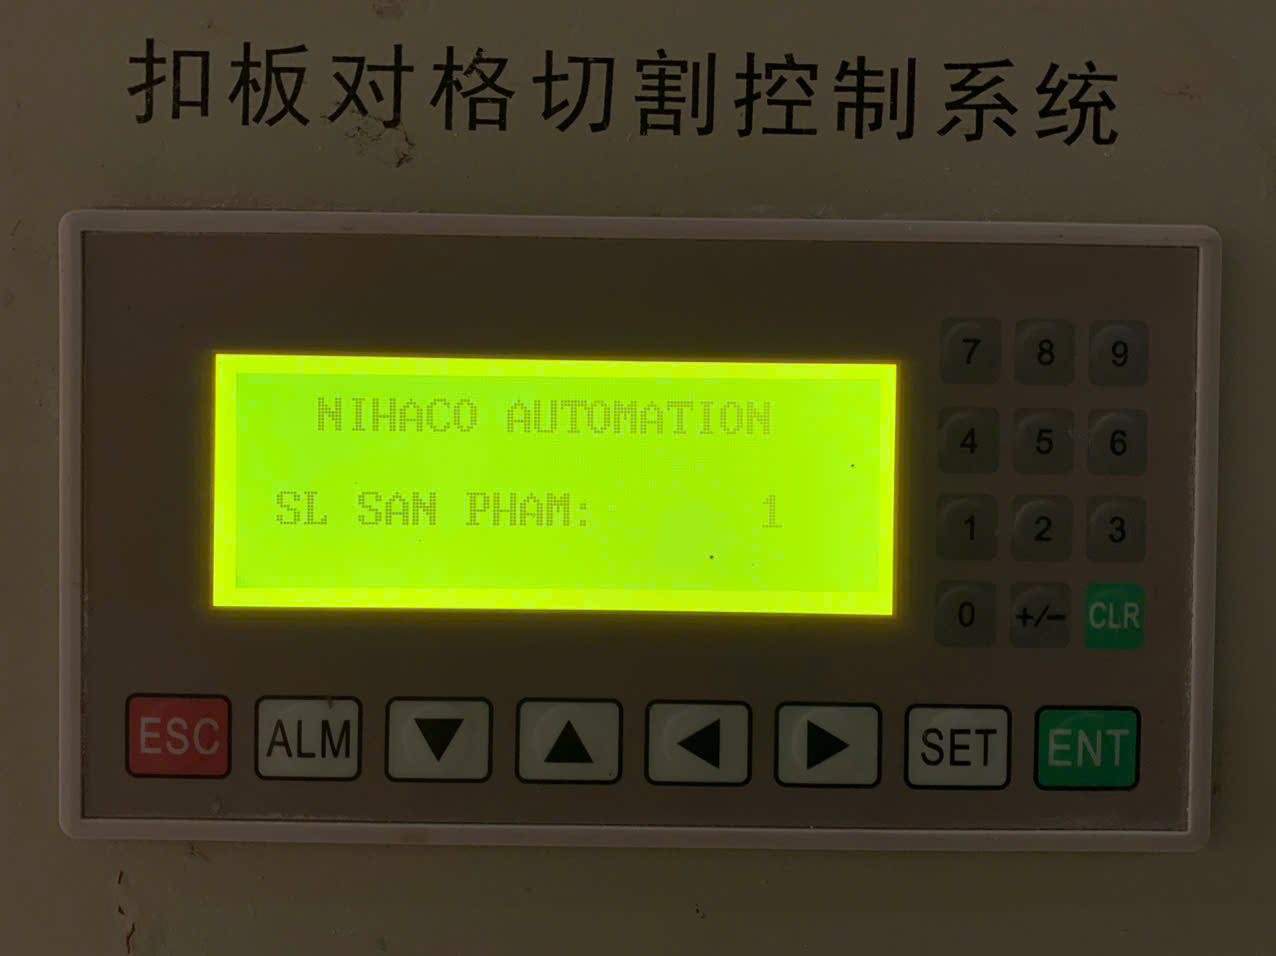 扣板对格切割控制系统
NIHACO AUTOMATION
SL SAN PHAM: 1
7 8 9
4 5 6
1 2 3
0 +/- CLR
ESC ALM ▼ ▲ ◀ ▶ SET ENT